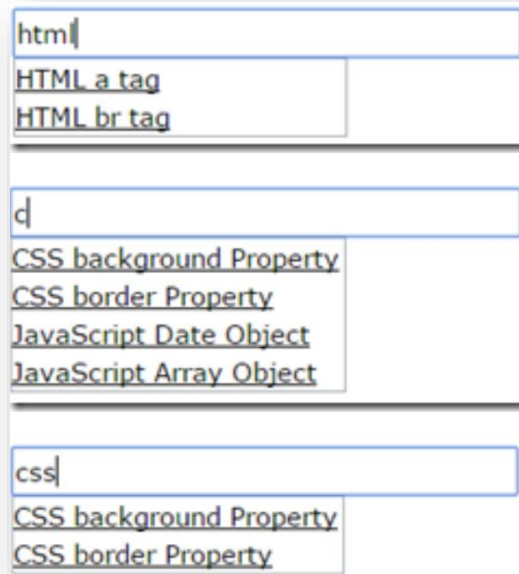 html
HTML a tag
HTML br tag
c
CSS background Property
CSS border Property
JavaScript Date Object
JavaScript Array Object
css
CSS background Property
CSS border Property